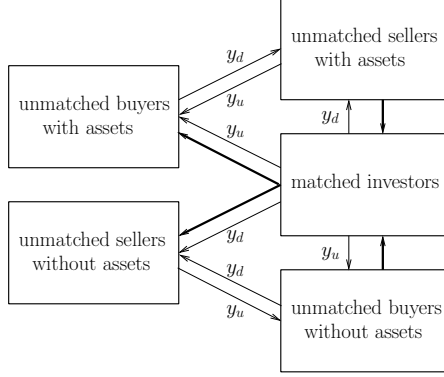 unmatched sellers
with assets
y_d
unmatched buyers
with assets
y_u
y_u
y_d
matched investors
unmatched sellers
without assets
y_d
y_u
y_d
y_u
unmatched buyers
without assets